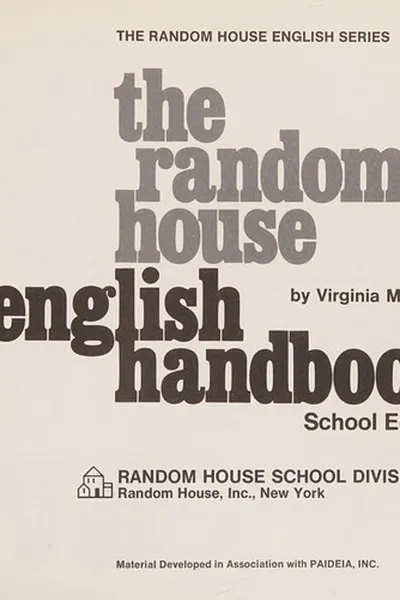 THE RANDOM HOUSE ENGLISH SERIES
the
random
house
english
by Virginia M
handboo
School E
RANDOM HOUSE SCHOOL DIVIS
Random House, Inc., New York
Material Developed in Association with PAIDEIA, INC.